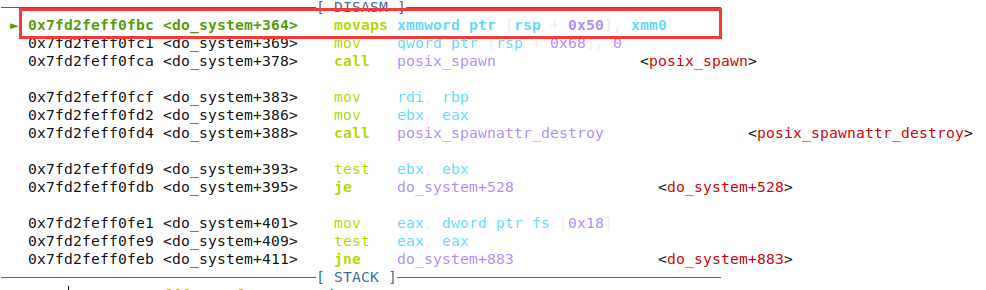 [ DISASM ]
► 0x7fd2feff0fbc <do_system+364> movaps xmmword ptr [rsp + 0x50], xmm0
0x7fd2feff0fc1 <do_system+369> mov qword ptr [rsp + 0x68], 0
0x7fd2feff0fca <do_system+378> call posix_spawn <posix_spawn>
0x7fd2feff0fcf <do_system+383> mov rdi, rbp
0x7fd2feff0fd2 <do_system+386> mov ebx, eax
0x7fd2feff0fd4 <do_system+388> call posix_spawnattr_destroy <posix_spawnattr_destroy>
0x7fd2feff0fd9 <do_system+393> test ebx, ebx
0x7fd2feff0fdb <do_system+395> je do_system+528 <do_system+528>
0x7fd2feff0fe1 <do_system+401> mov eax, dword ptr fs:[0x18]
0x7fd2feff0fe9 <do_system+409> test eax, eax
0x7fd2feff0feb <do_system+411> jne do_system+883 <do_system+883>
[ STACK ]